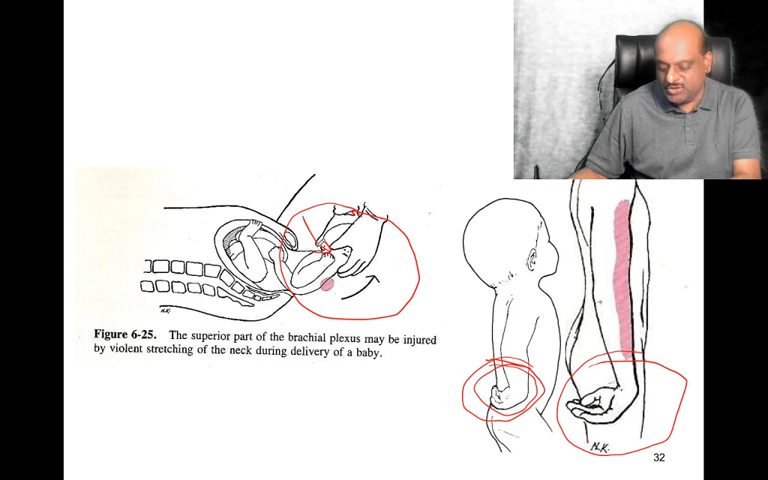 Figure 6-25. The superior part of the brachial plexus may be injured
by violent stretching of the neck during delivery of a baby.
N.K.
32